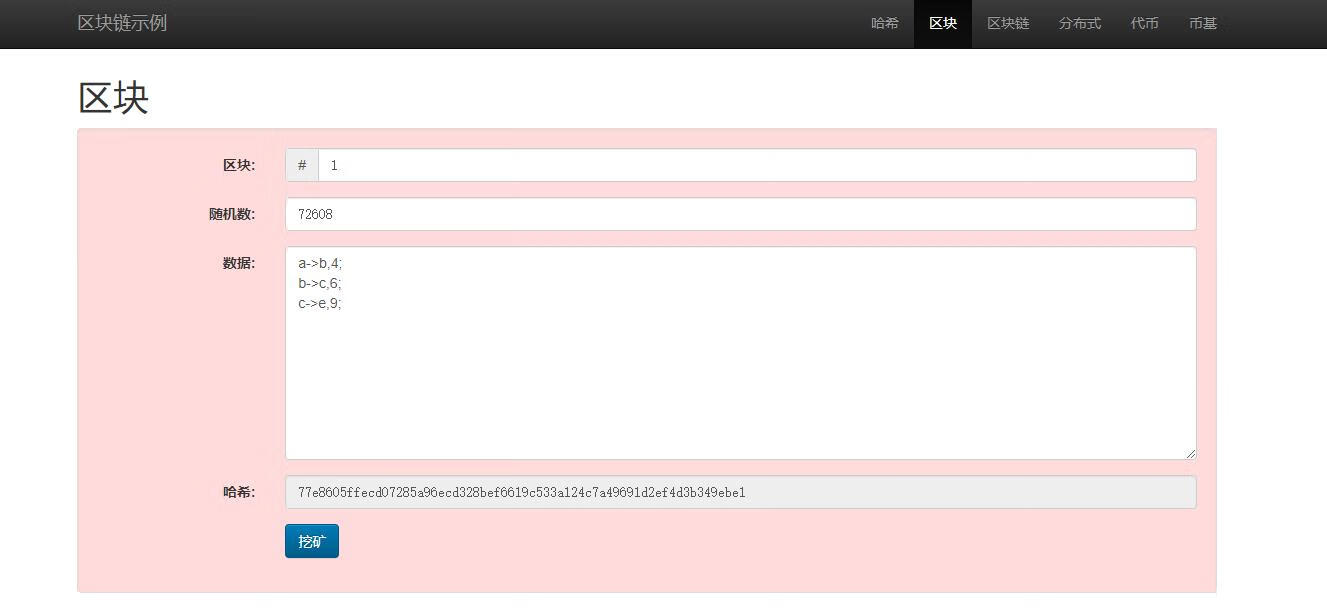 区块链示例
哈希 区块 区块链 分布式 代币 币基
区块
区块: # 1
随机数: 72608
数据: a->b,4;
b->c,6;
c->e,9;
哈希: 77e8605ffecd07285a96ecd328bef6619c533a124c7a49691d2ef4d3b349ebe1
挖矿